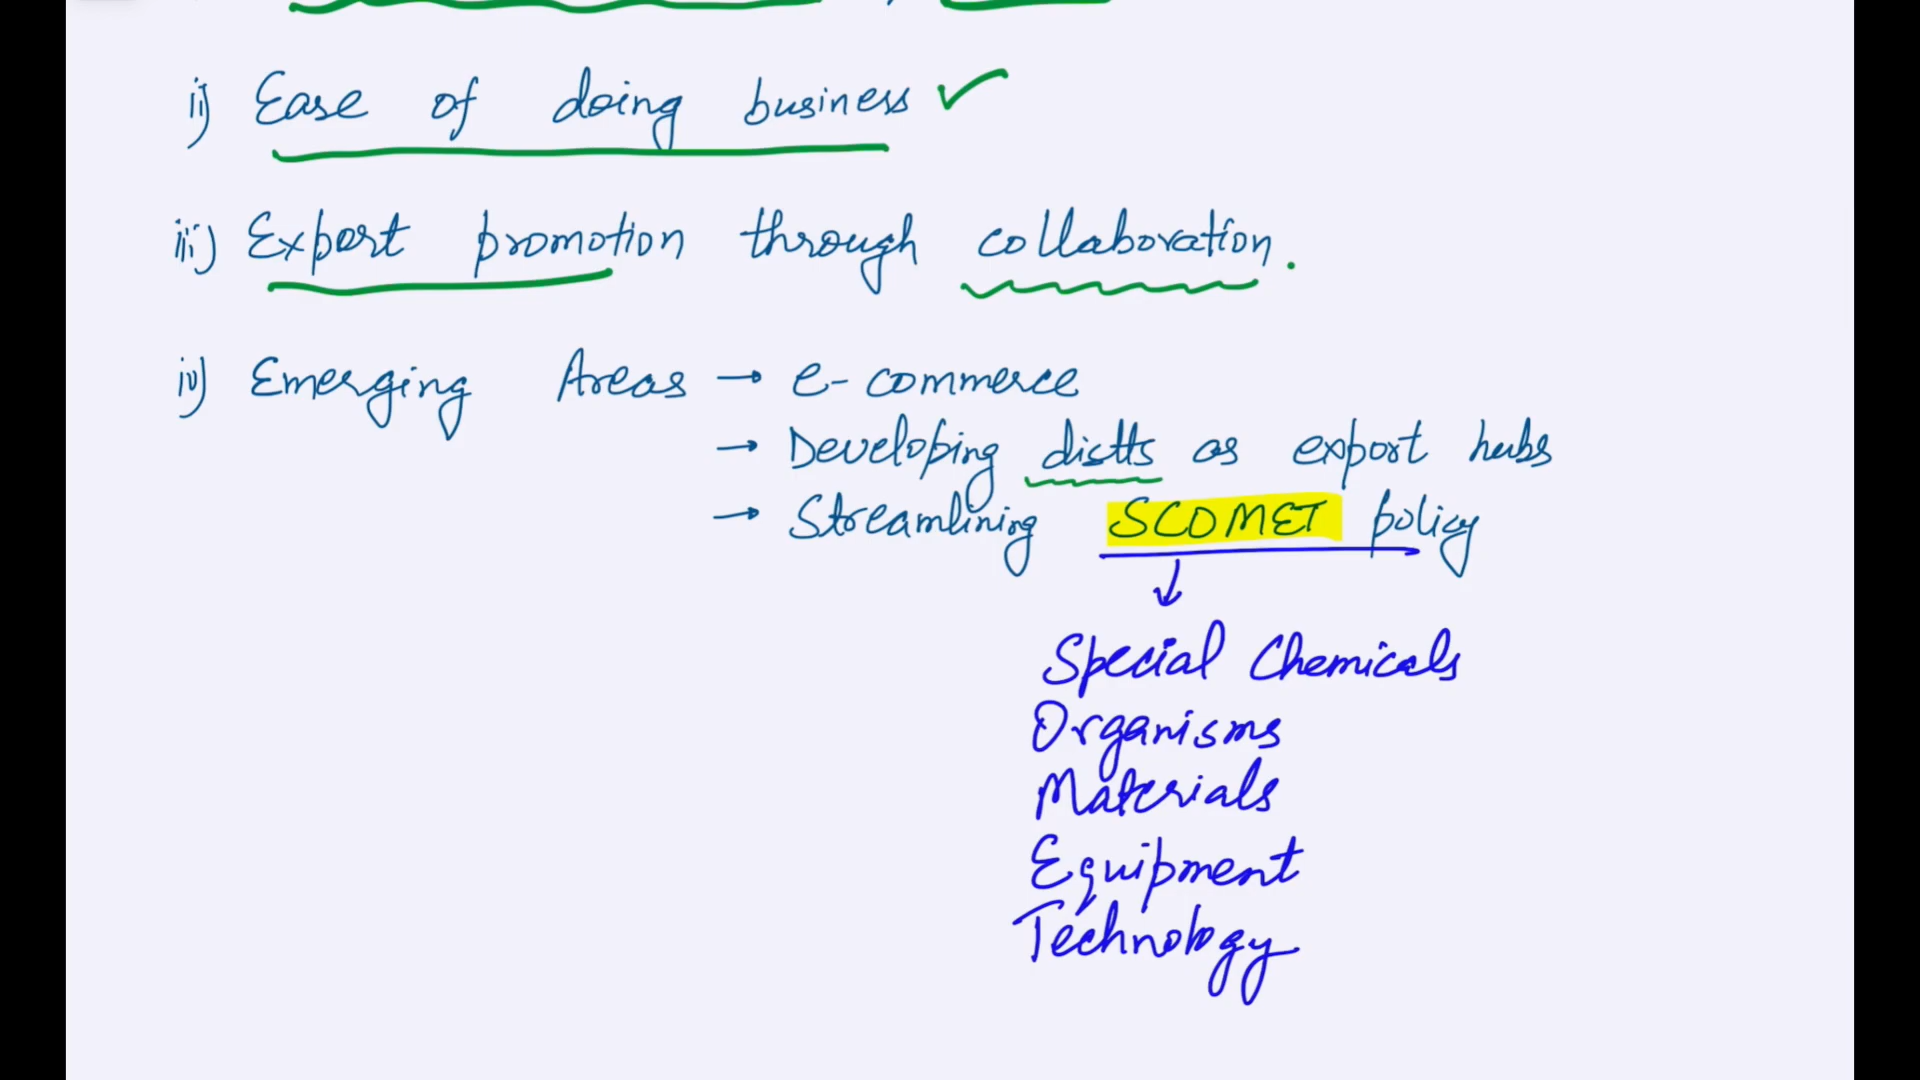 ii) Ease of doing business
iii) Export promotion through collaboration.
iv) Emerging Areas → e-commerce
→ Developing distts as export hubs
→ Streamlining SCOMET policy
Special Chemicals
Organisms
Materials
Equipment
Technology